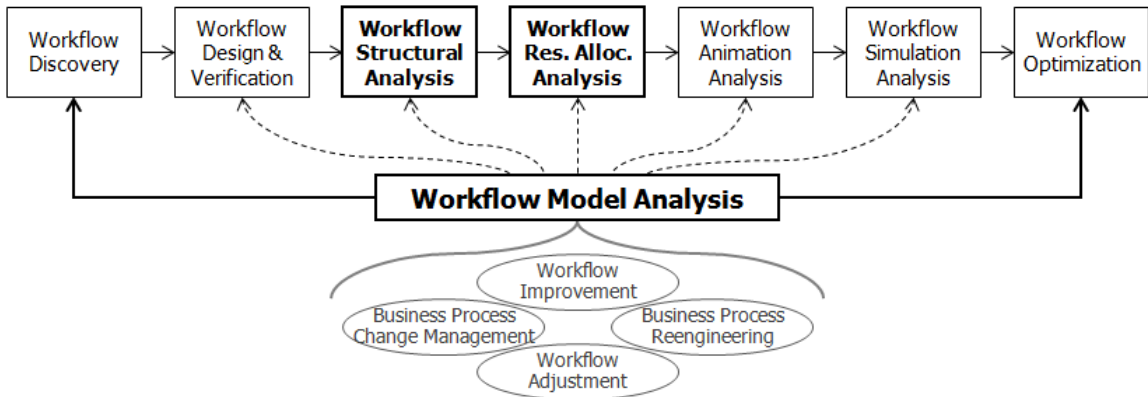 Workflow
Discovery
Workflow
Design &
Verification
Workflow
Structural
Analysis
Workflow
Res. Alloc.
Analysis
Workflow
Animation
Analysis
Workflow
Simulation
Analysis
Workflow
Optimization
Workflow Model Analysis
Workflow
Improvement
Business Process
Change Management
Business Process
Reengineering
Workflow
Adjustment